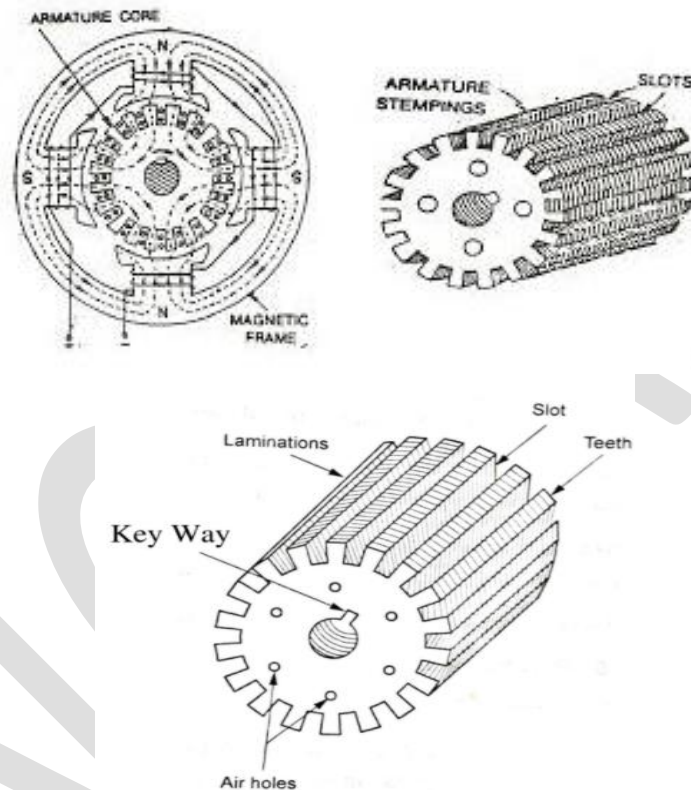 ARMATURE CORE
N
S
S
N
MAGNETIC
FRAME
ARMATURE
STEMPINGS
SLOTS
Slot
Laminations
Teeth
Key Way
Air holes